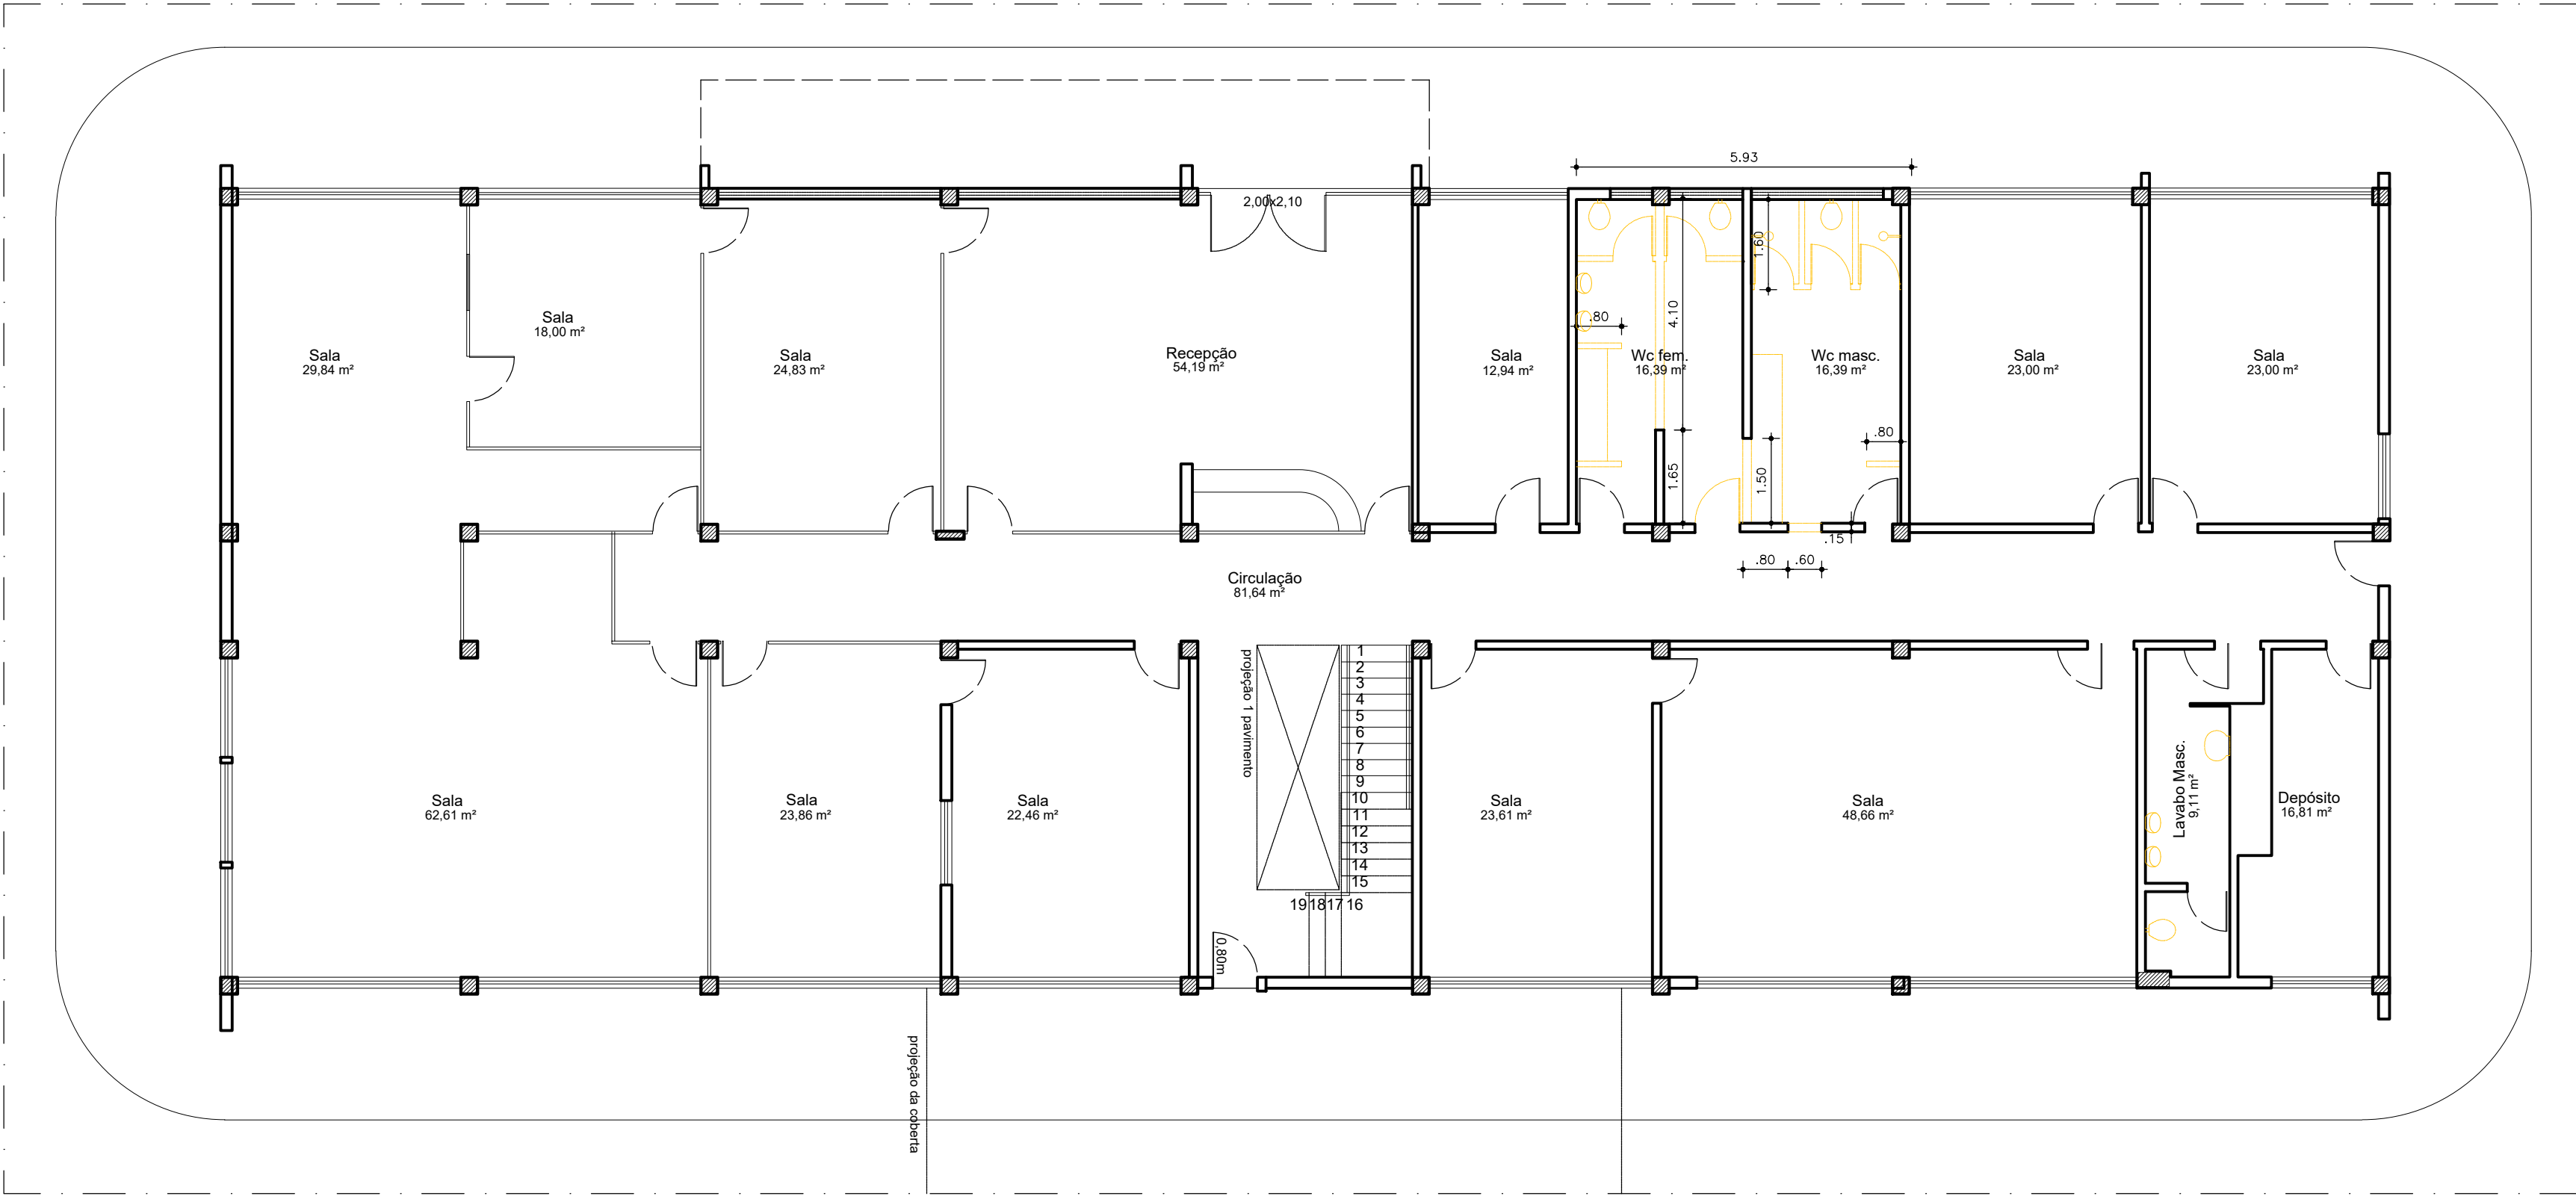 5.93
2,00x2,10
1.60
Sala
18,00 m²
4.10
.80
Sala
29,84 m²
Sala
24,83 m²
Recepção
54,19 m²
Sala
12,94 m²
Wc fem.
16,39 m²
Wc masc.
16,39 m²
Sala
23,00 m²
Sala
23,00 m²
.80
1.65
1.50
.15
.80
.60
Circulação
81,64 m²
projeção 1 pavimento
1
2
3
4
5
6
7
8
9
10
11
12
13
14
15
19 18 17 16
Sala
62,61 m²
Sala
23,86 m²
Sala
22,46 m²
Sala
23,61 m²
Sala
48,66 m²
Lavabo Masc.
9,11 m²
Depósito
16,81 m²
0,80m
projeção da coberta